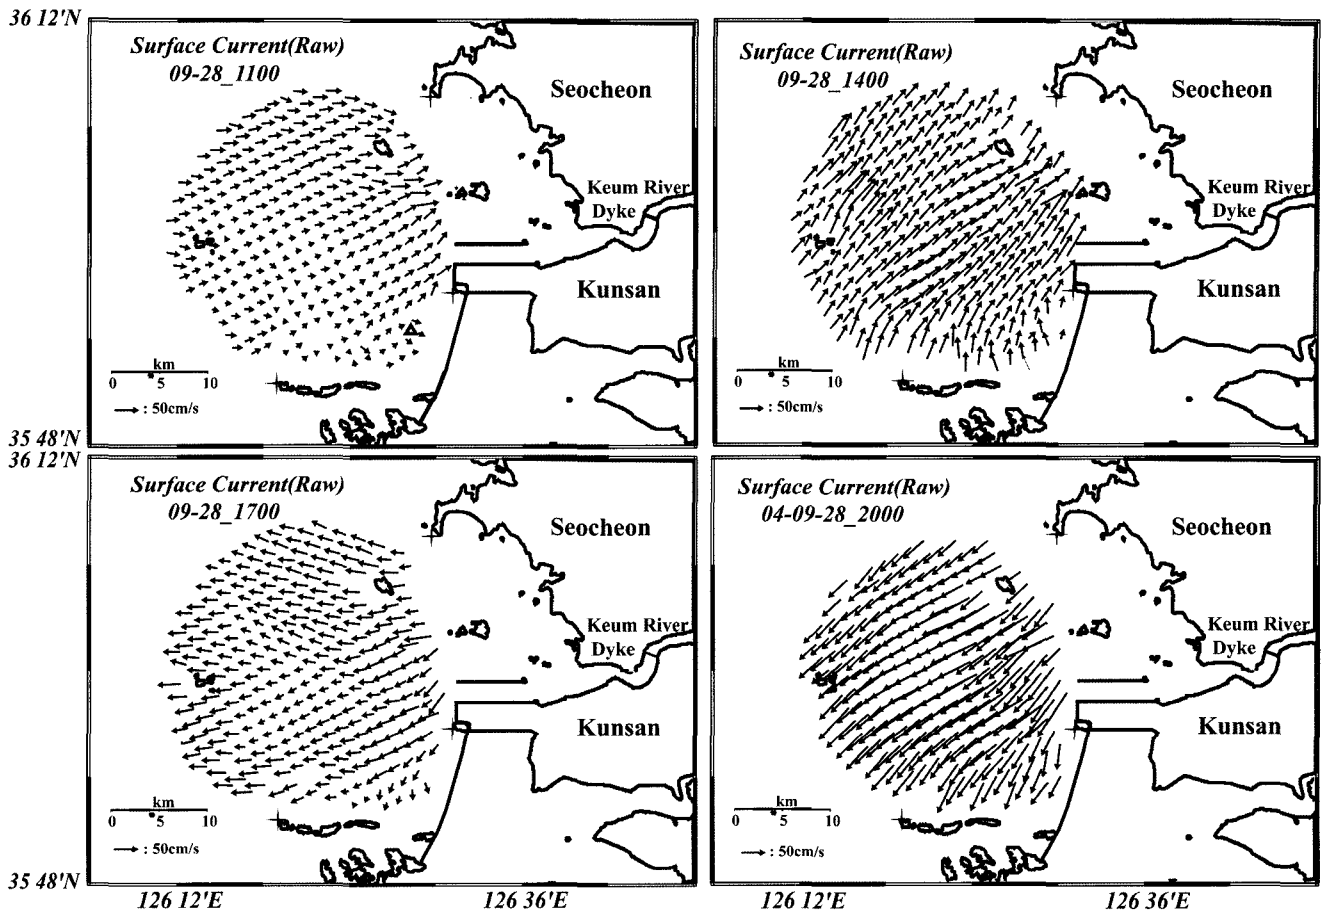 36 12'N
Surface Current(Raw)
09-28_1100
Seocheon
Keum River
Dyke
Kunsan
km
0 5 10
: 50cm/s
35 48'N
Surface Current(Raw)
09-28_1400
Seocheon
Keum River
Dyke
Kunsan
km
0 5 10
: 50cm/s
36 12'N
Surface Current(Raw)
09-28_1700
Seocheon
Keum River
Dyke
Kunsan
km
0 5 10
: 50cm/s
35 48'N
126 12'E
126 36'E
Surface Current(Raw)
04-09-28_2000
Seocheon
Keum River
Dyke
Kunsan
km
0 5 10
: 50cm/s
126 12'E
126 36'E